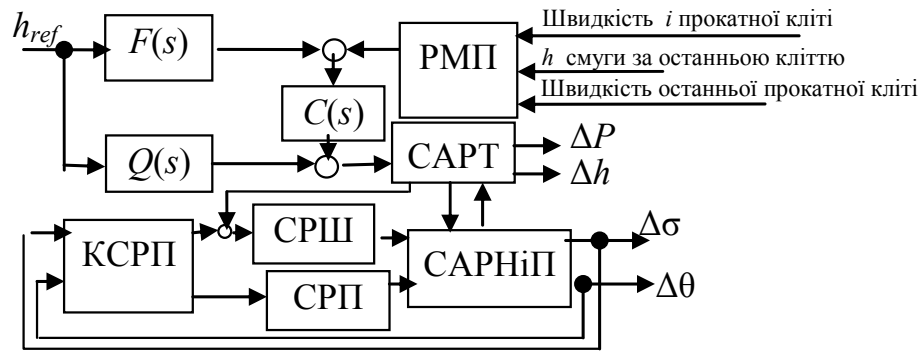 Швидкість i прокатної кліті
h_ref
F(s)
РМП
h смуги за останньою кліттю
Швидкість останньої прокатної кліті
C(s)
Q(s)
САРТ
ΔP
Δh
КСРП
СРШ
САРНіП
Δσ
СРП
Δθ